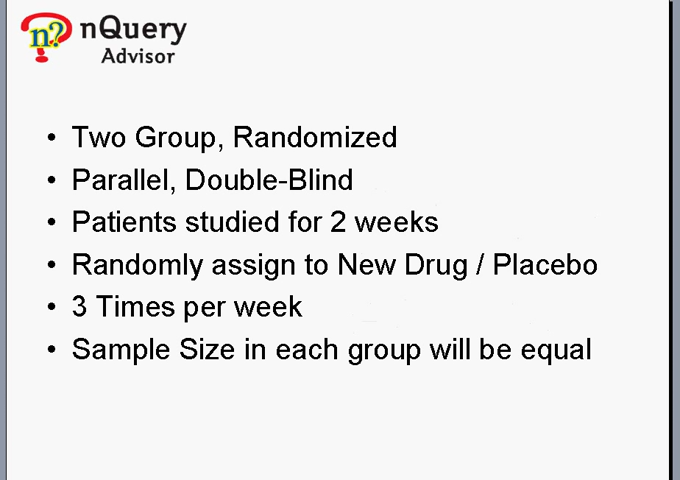 n? nQuery
Advisor
• Two Group, Randomized
• Parallel, Double-Blind
• Patients studied for 2 weeks
• Randomly assign to New Drug / Placebo
• 3 Times per week
• Sample Size in each group will be equal